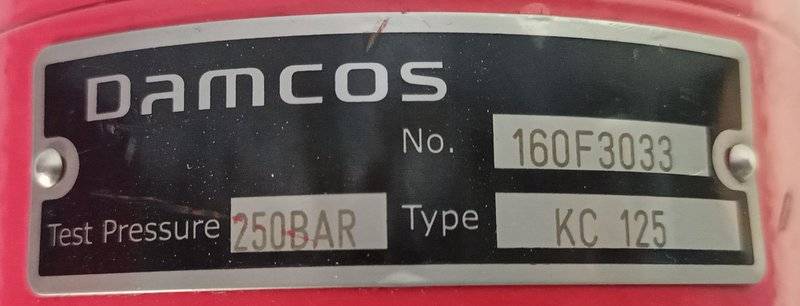 DAMCOS
No. 160F3033
Test Pressure 250BAR Type KC 125